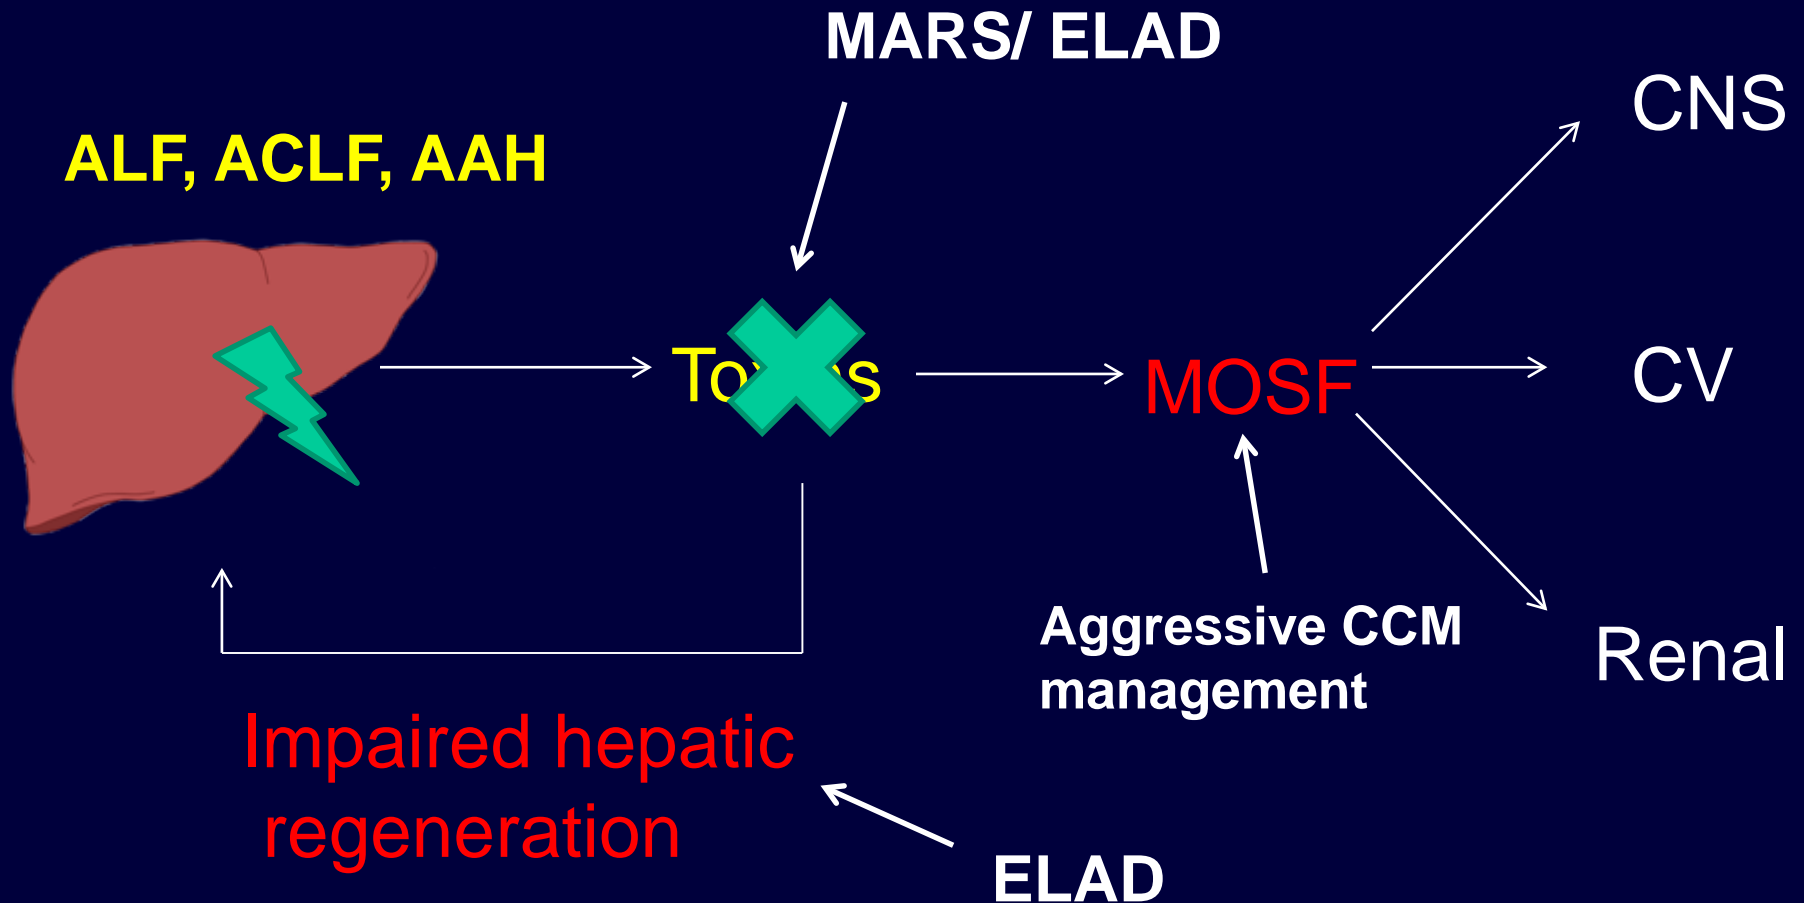 MARS/ ELAD
CNS
ALF, ACLF, AAH
MOSF
CV
Aggressive CCM
management
Renal
Impaired hepatic
regeneration
ELAD